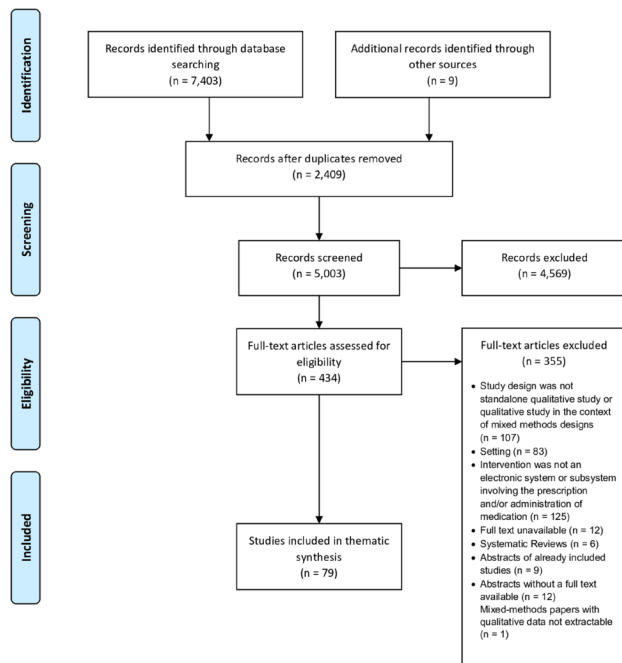 Identification
Records identified through database
searching
(n = 7,403)
Additional records identified through
other sources
(n = 9)
Records after duplicates removed
(n = 2,409)
Screening
Records screened
(n = 5,003)
Records excluded
(n = 4,569)
Eligibility
Full-text articles assessed for
eligibility
(n = 434)
Full-text articles excluded
(n = 355)
• Study design was not
standalone qualitative study or
qualitative study in the context
of mixed methods designs
(n = 107)
• Setting (n = 83)
• Intervention was not an
electronic system or subsystem
involving the prescription
and/or administration of
medication (n = 125)
• Full text unavailable (n = 12)
• Systematic Reviews (n = 6)
• Abstracts of already included
studies (n = 9)
• Abstracts without a full text
available (n = 12)
Mixed-methods papers with
qualitative data not extractable
(n = 1)
Included
Studies included in thematic
synthesis
(n = 79)